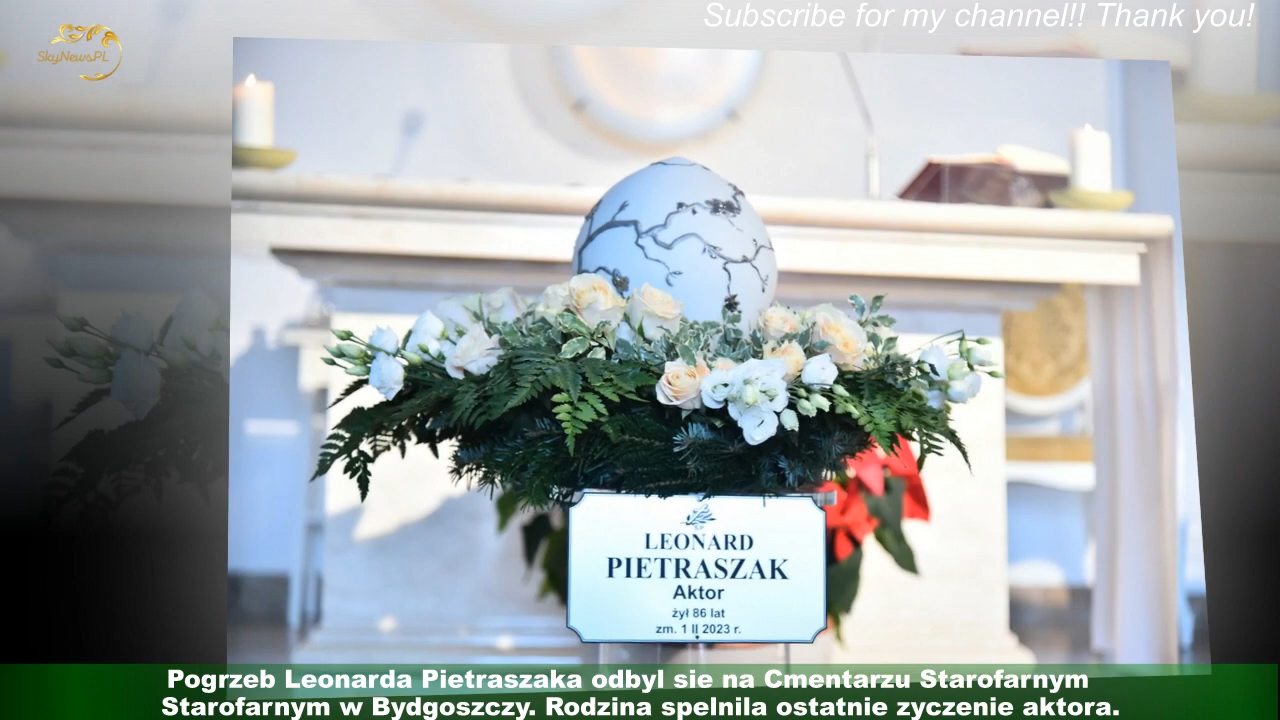 Subscribe for my channel!! Thank you!
SkyNewsPL
Ś.P.
LEONARD
PIETRASZAK
Aktor
żył 86 lat
zm. 1 II 2023 r.
Pogrzeb Leonarda Pietraszaka odbyl sie na Cmentarzu Starofarnym
Starofarnym w Bydgoszczy. Rodzina spelnila ostatnie zyczenie aktora.